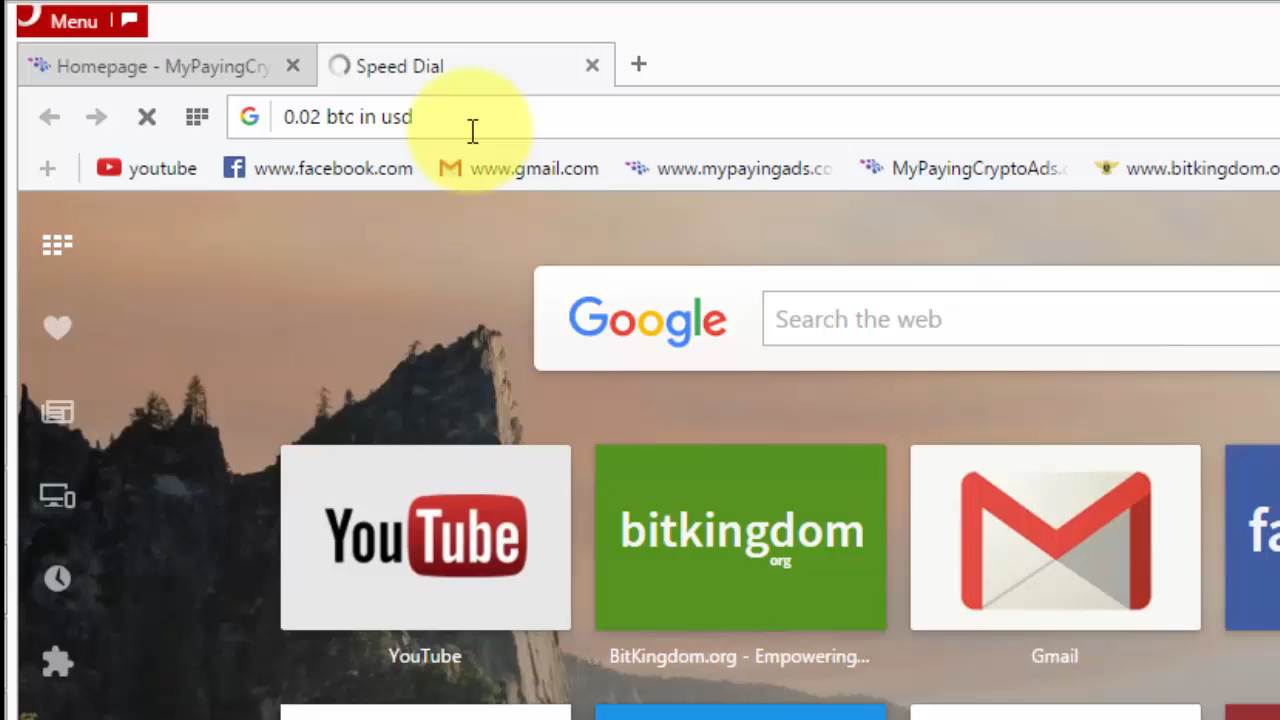 Menu
Homepage - MyPayingCry
Speed Dial
0.02 btc in usd
youtube
www.facebook.com
www.gmail.com
www.mypayingads.co
MyPayingCryptoAds.c
www.bitkingdom.o
Google
Search the web
YouTube
bitkingdom
org
fa
YouTube
BitKingdom.org - Empowering...
Gmail